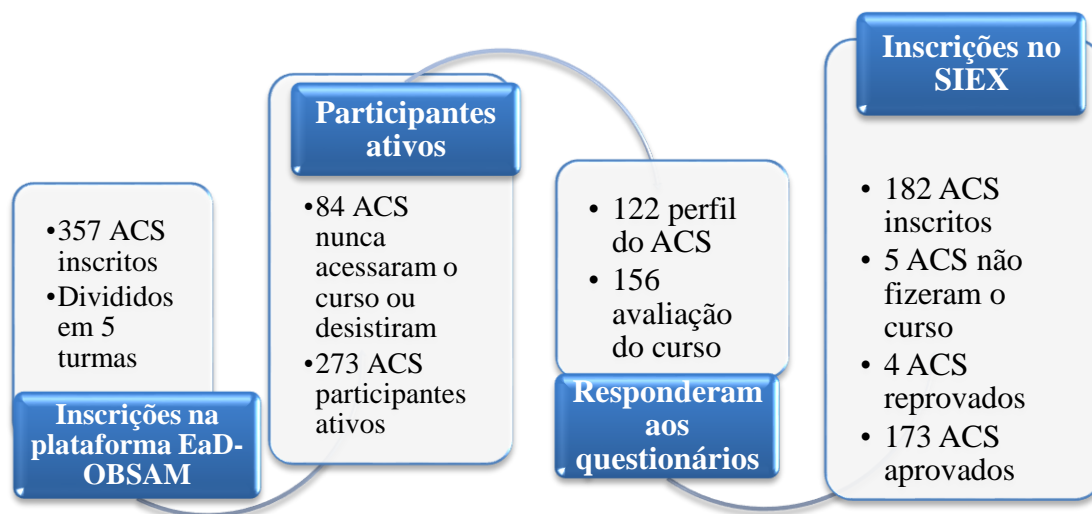 •357 ACS
inscritos
•Divididos
em 5
turmas
Inscrições na
plataforma EaD-
OBSAM
Participantes
ativos
•84 ACS
nunca
acessaram o
curso ou
desistiram
•273 ACS
participantes
ativos
• 122 perfil
do ACS
• 156
avaliação
do curso
Responderam
aos
questionários
Inscrições no
SIEX
• 182 ACS
inscritos
• 5 ACS não
fizeram o
curso
• 4 ACS
reprovados
• 173 ACS
aprovados